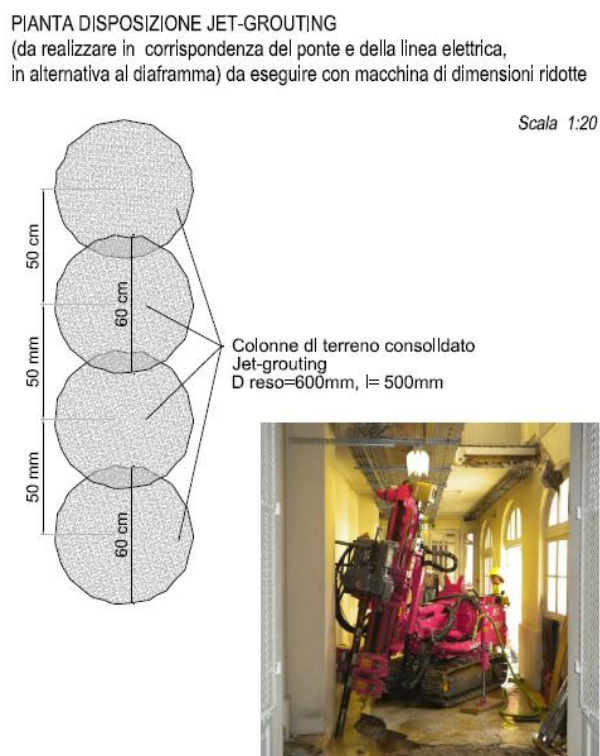 PIANTA DISPOSIZIONE JET-GROUTING
(da realizzare in corrispondenza del ponte e della linea elettrica,
in alternativa al diaframma) da eseguire con macchina di dimensioni ridotte
Scala 1:20
50 cm
60 cm
50 mm
Colonne di terreno consolidato
Jet-grouting
D reso=600mm, I= 500mm
50 mm
60 cm